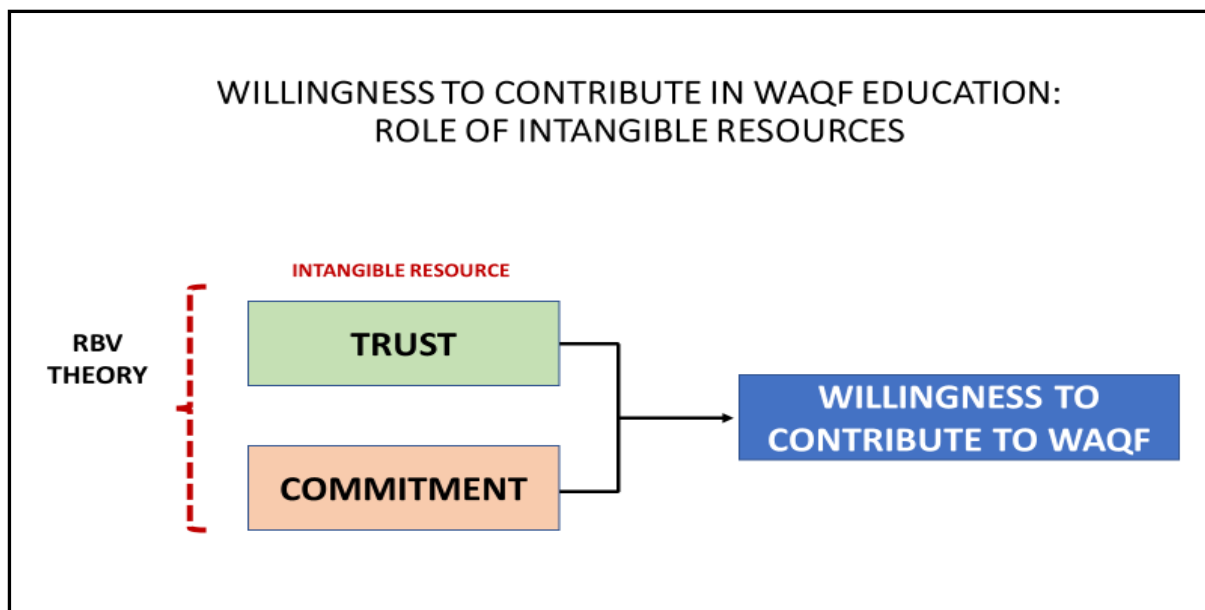 WILLINGNESS TO CONTRIBUTE IN WAQF EDUCATION:
ROLE OF INTANGIBLE RESOURCES
INTANGIBLE RESOURCE
RBV
THEORY
TRUST
COMMITMENT
WILLINGNESS TO
CONTRIBUTE TO WAQF